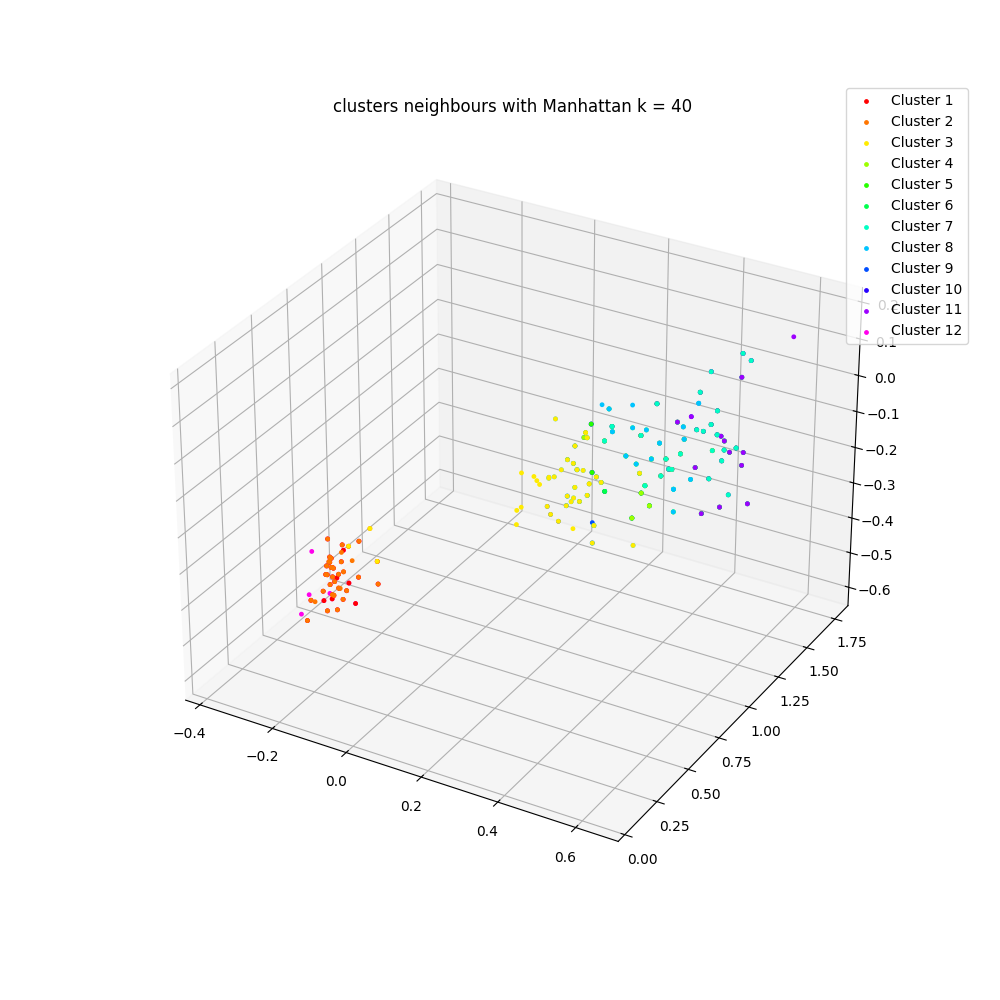 clusters neighbours with Manhattan k = 40
Cluster 1
Cluster 2
Cluster 3
Cluster 4
Cluster 5
Cluster 6
Cluster 7
Cluster 8
Cluster 9
Cluster 10
Cluster 11
Cluster 12
0.2
0.1
0.0
−0.1
−0.2
−0.3
−0.4
−0.5
−0.6
1.75
1.50
1.25
1.00
0.75
0.50
0.25
0.00
−0.4
−0.2
0.0
0.2
0.4
0.6